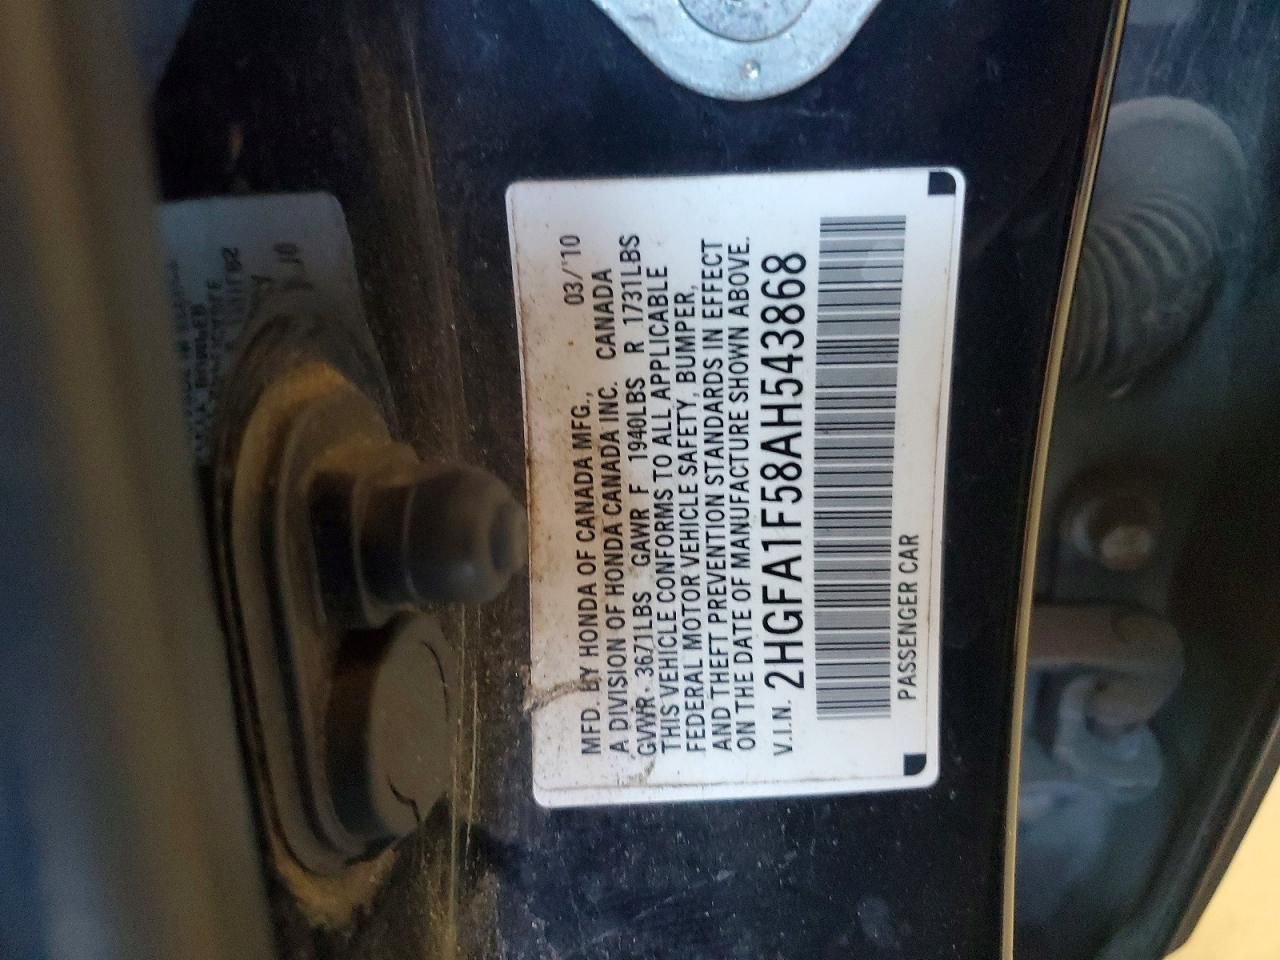 03/'10
MFD. BY HONDA OF CANADA MFG.,
A DIVISION OF HONDA CANADA INC. CANADA
GVWR 3671LBS GAWR F 1940LBS R 1731LBS
THIS VEHICLE CONFORMS TO ALL APPLICABLE
FEDERAL MOTOR VEHICLE SAFETY, BUMPER,
AND THEFT PREVENTION STANDARDS IN EFFECT
ON THE DATE OF MANUFACTURE SHOWN ABOVE.
V.I.N. 2HGFA1F58AH543868
PASSENGER CAR